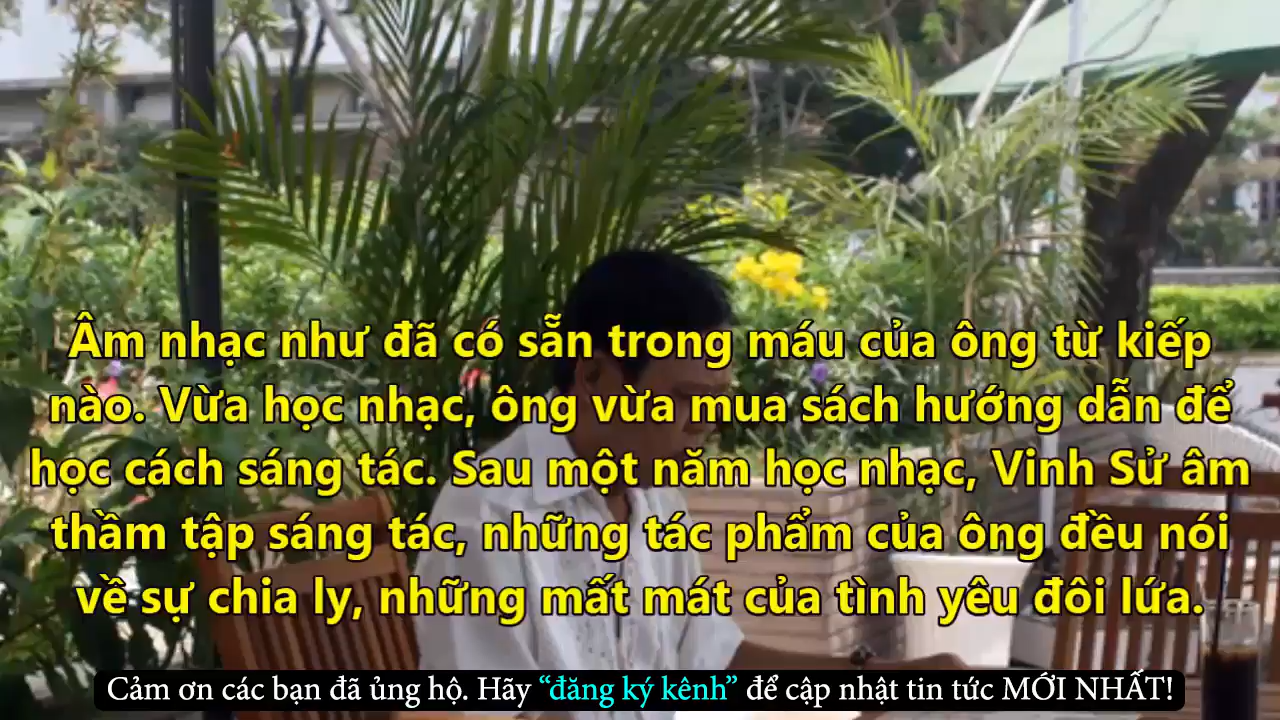 Âm nhạc như đã có sẵn trong máu của ông từ kiếp
nào. Vừa học nhạc, ông vừa mua sách hướng dẫn để
học cách sáng tác. Sau một năm học nhạc, Vinh Sử âm
thầm tập sáng tác, những tác phẩm của ông đều nói
về sự chia ly, những mất mát của tình yêu đôi lứa.
Cảm ơn các bạn đã ủng hộ. Hãy “đăng ký kênh” để cập nhật tin tức MỚI NHẤT!